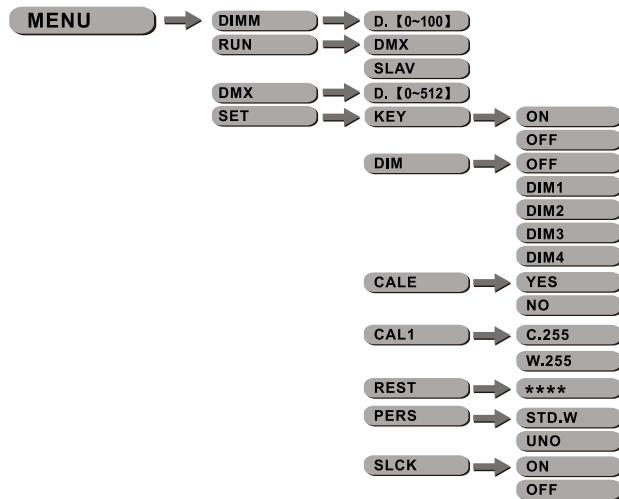 MENU DIMM D.【0~100】
RUN DMX
SLAV
DMX D.【0~512】
SET KEY ON
OFF
DIM OFF
DIM1
DIM2
DIM3
DIM4
CALE YES
NO
CAL1 C.255
W.255
REST ****
PERS STD.W
UNO
SLCK ON
OFF